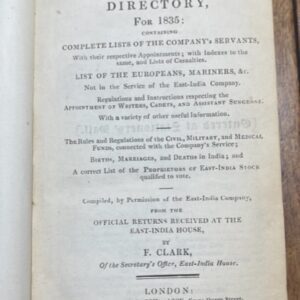 DIRECTORY,
For 1835;
CONTAINING
COMPLETE LISTS OF THE COMPANY'S SERVANTS,
With their respective Appointments; with Indexes to the
same, and Lists of Casualties.
LIST OF THE EUROPEANS, MARINERS, &c.
Not in the Service of the East-India Company.
Regulations and Instructions respecting the
APPOINTMENT OF WRITERS, CADETS, AND ASSISTANT SURGEONS.
With a variety of other useful Information.
The Rules and Regulations of the CIVIL, MILITARY, and MEDICAL
FUNDS, connected with the Company's Service;
BIRTHS, MARRIAGES, and DEATHS in INDIA; and
A correct List of the PROPRIETORS OF EAST-INDIA STOCK
qualified to vote.
Compiled, by Permission of the East-India Company,
FROM THE
OFFICIAL RETURNS RECEIVED AT THE
EAST-INDIA HOUSE,
BY
F. CLARK,
Of the Secretary's Office, East-India House.
LONDON: